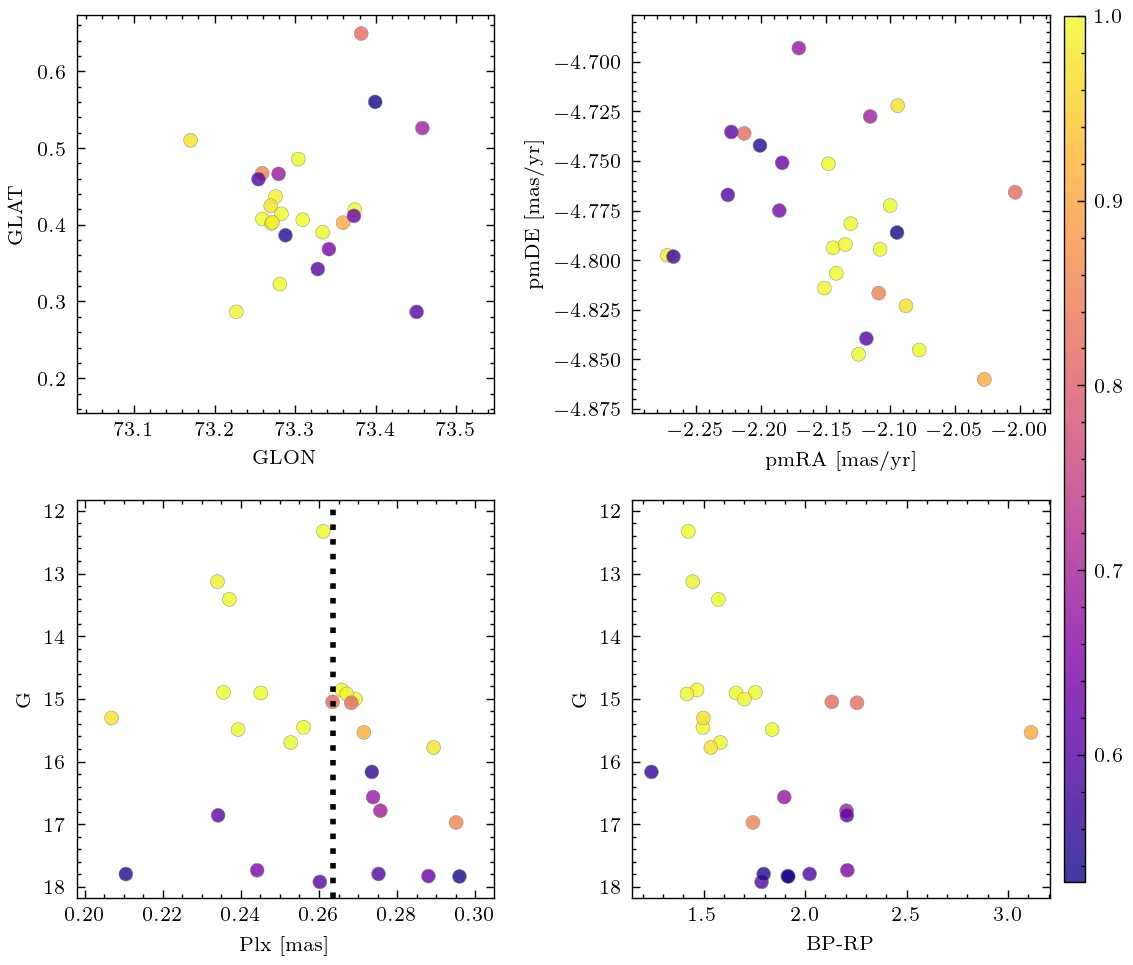 0.6
0.5
0.4
0.3
0.2
GLAT
73.1 73.2 73.3 73.4 73.5
GLON
−4.700
−4.725
−4.750
−4.775
−4.800
−4.825
−4.850
−4.875
pmDE [mas/yr]
−2.25 −2.20 −2.15 −2.10 −2.05 −2.00
pmRA [mas/yr]
1.0
0.9
0.8
0.7
0.6
12
13
14
15
16
17
18
G
0.20 0.22 0.24 0.26 0.28 0.30
Plx [mas]
12
13
14
15
16
17
18
G
1.5 2.0 2.5 3.0
BP-RP